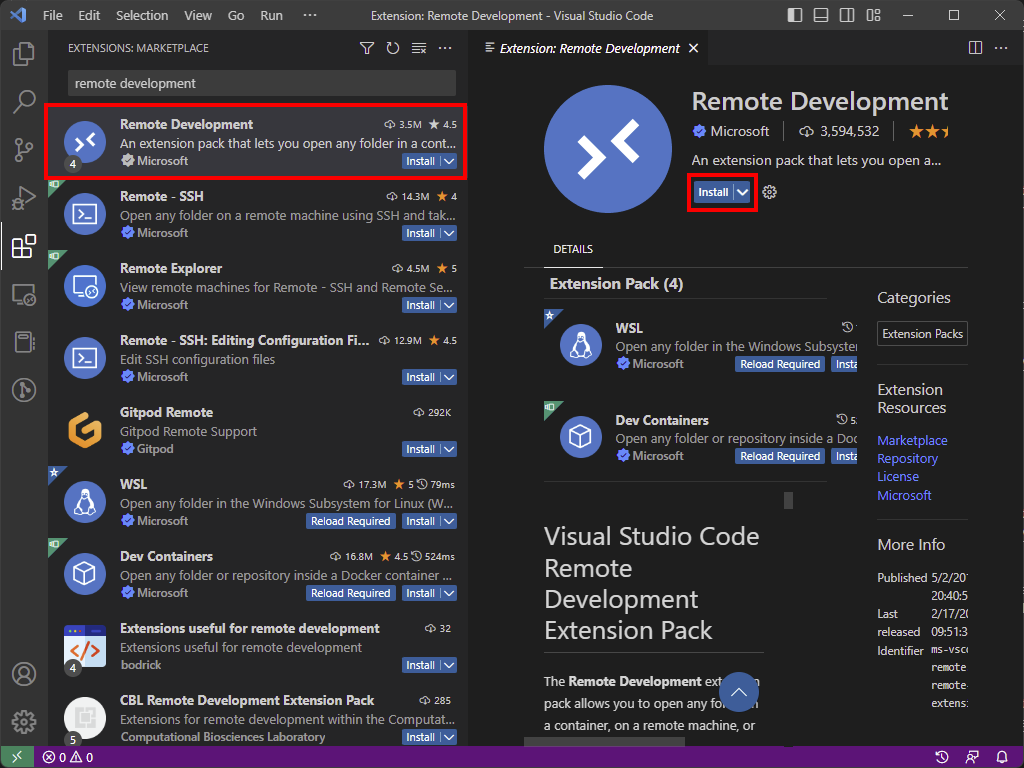 File Edit Selection View Go Run ··· Extension: Remote Development - Visual Studio Code
EXTENSIONS: MARKETPLACE
remote development
Remote Development 3.5M ★ 4.5
An extension pack that lets you open any folder in a cont...
4 Microsoft Install
Remote - SSH 14.3M ★ 4
Open any folder on a remote machine using SSH and tak...
Microsoft Install
Remote Explorer 4.5M ★ 5
View remote machines for Remote - SSH and Remote Se...
Microsoft Install
Remote - SSH: Editing Configuration Fi... 12.9M ★ 4.5
Edit SSH configuration files
Microsoft Install
Gitpod Remote 292K
Gitpod Remote Support
Gitpod Install
WSL 17.3M ★ 5 79ms
Open any folder in the Windows Subsystem for Linux (W...
Microsoft Reload Required Install
Dev Containers 16.8M ★ 4.5 524ms
Open any folder or repository inside a Docker container ...
Microsoft Reload Required Install
Extensions useful for remote development 32
Extensions useful for remote development
4 bodrick Install
CBL Remote Development Extension Pack 285
Extensions for remote development within the Computat...
5 Computational Biosciences Laboratory Install
0 0
Extension: Remote Development
Remote Development
Microsoft 3,594,532
An extension pack that lets you open a...
Install
DETAILS
Extension Pack (4)
WSL
Open any folder in the Windows Subsyster
Microsoft Reload Required Insta
Dev Containers 5
Open any folder or repository inside a Doc
Microsoft Reload Required Insta
Visual Studio Code
Remote
Development
Extension Pack
The Remote Development
pack allows you to open any
a container, on a remote machine, or
Categories
Extension Packs
Extension
Resources
Marketplace
Repository
License
Microsoft
More Info
Published 5/2/201
20:40:5
Last 2/17/20
released 09:51:3
Identifier ms-vsc
remote
remote-
extens